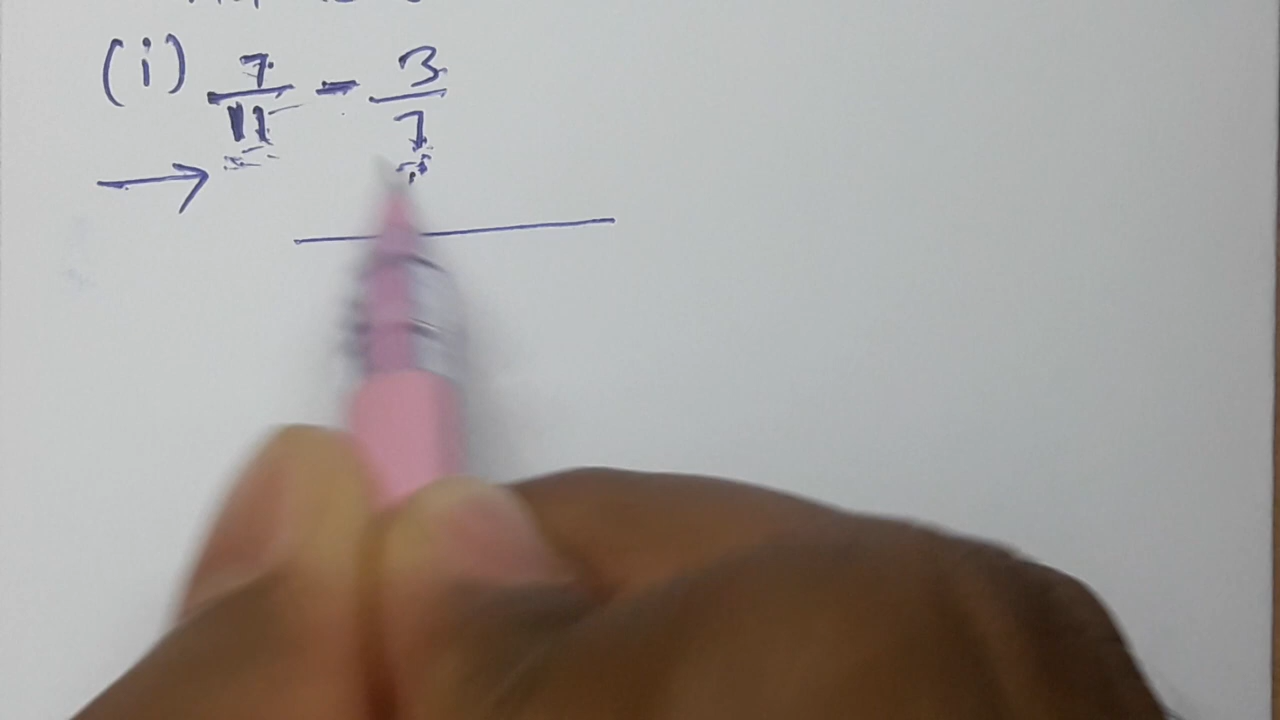 (i) 7/11 - 3/7
→